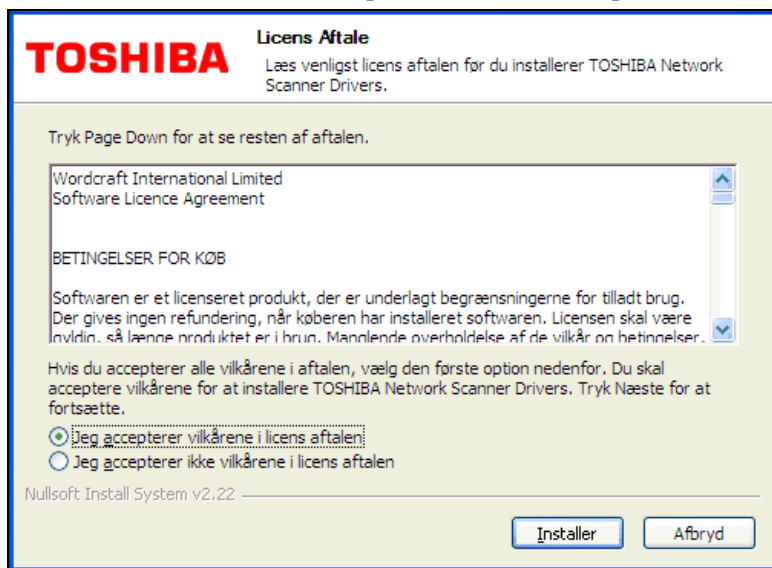 TOSHIBA
Licens Aftale
Læs venligst licens aftalen før du installerer TOSHIBA Network
Scanner Drivers.
Tryk Page Down for at se resten af aftalen.
Wordcraft International Limited
Software Licence Agreement
BETINGELSER FOR KØB
Softwaren er et licenseret produkt, der er underlagt begrænsningerne for tilladt brug.
Der gives ingen refundering, når køberen har installeret softwaren. Licensen skal være
gyldig, så længe produktet er i brug. Manglende overholdelse af de vilkår og betingelser,
Hvis du accepterer alle vilkårene i aftalen, vælg den første option nedenfor. Du skal
acceptere vilkårene for at installere TOSHIBA Network Scanner Drivers. Tryk Næste for at
fortsætte.
Jeg accepterer vilkårene i licens aftalen
Jeg accepterer ikke vilkårene i licens aftalen
Nullsoft Install System v2.22
Installer
Afbryd